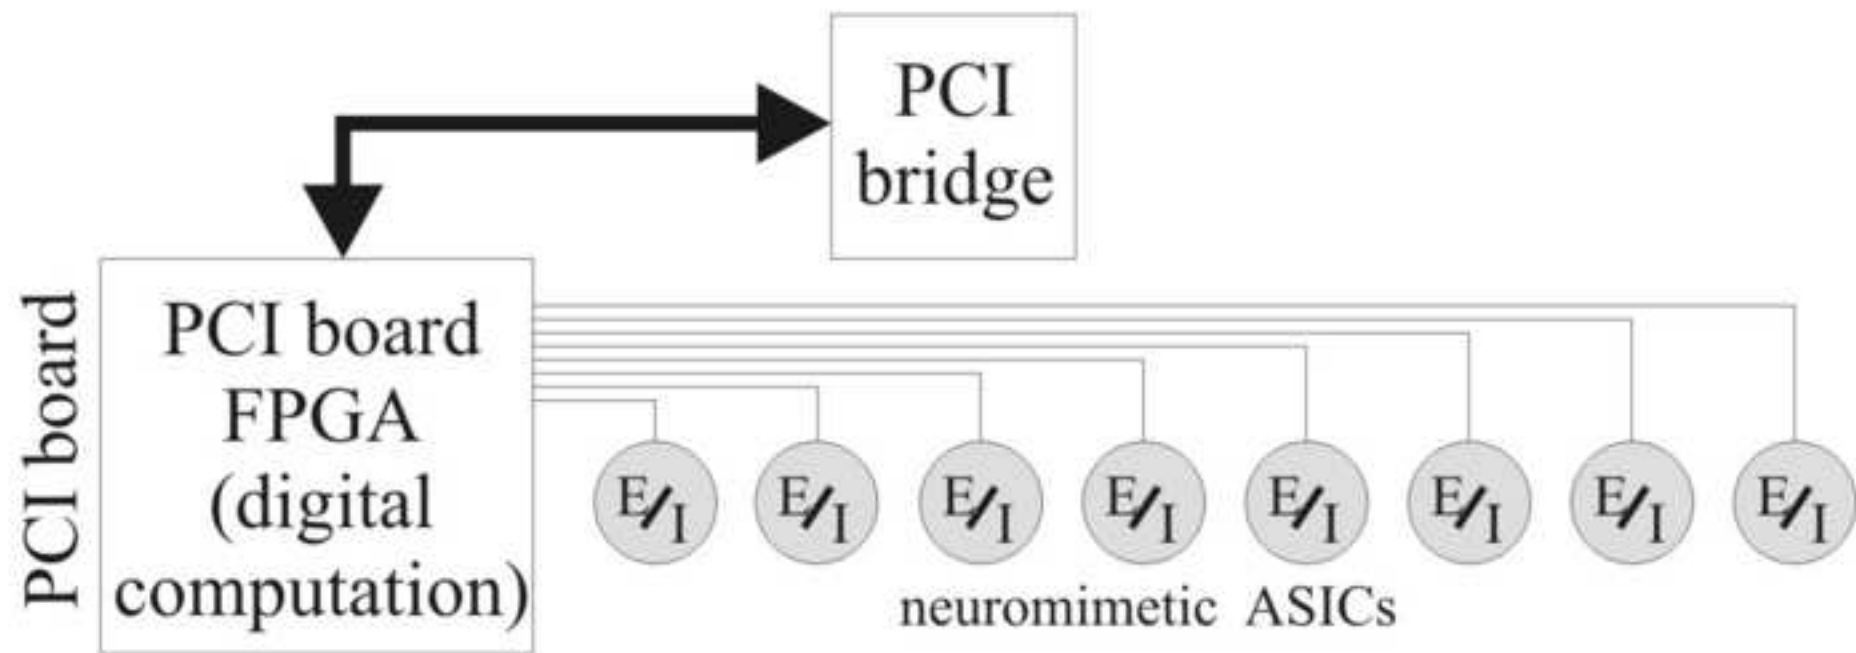 PCI
bridge
PCI board
PCI board
FPGA
(digital
computation)
E/I E/I E/I E/I E/I E/I E/I E/I
neuromimetic ASICs